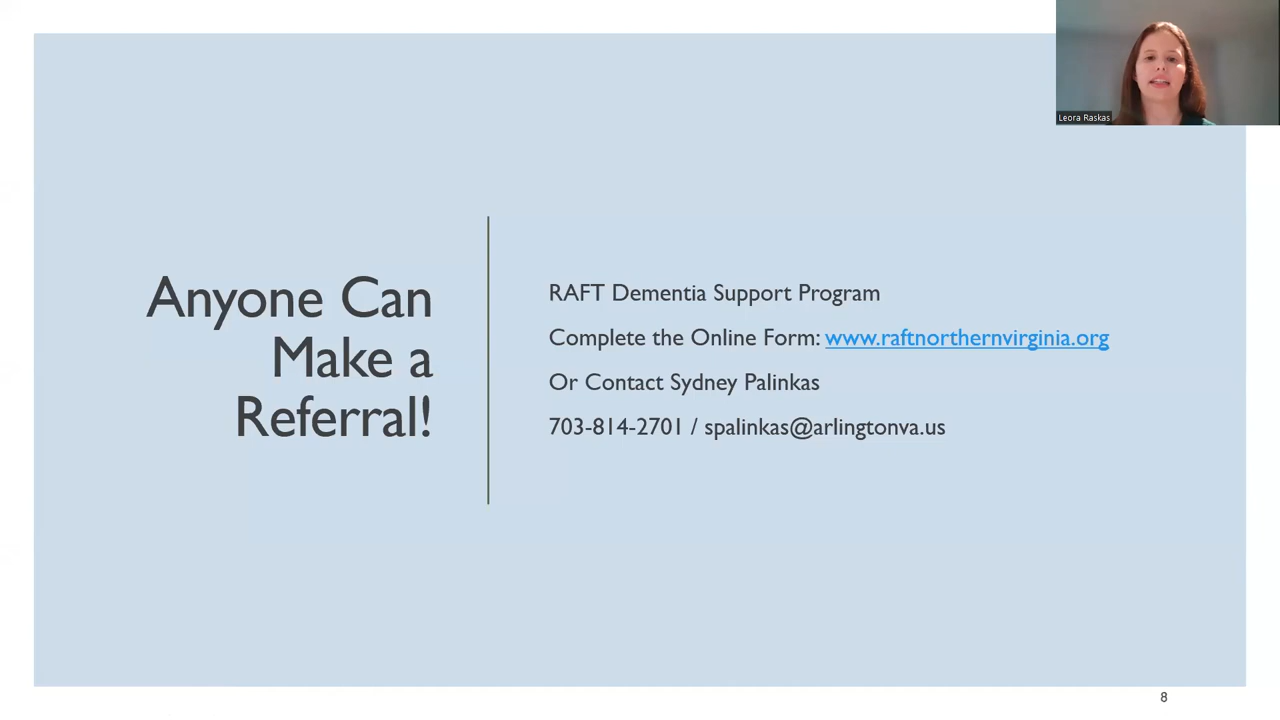 Leora Raskas
Anyone Can
Make a
Referral!
RAFT Dementia Support Program
Complete the Online Form: www.raftnorthernvirginia.org
Or Contact Sydney Palinkas
703-814-2701 / spalinkas@arlingtonva.us
8